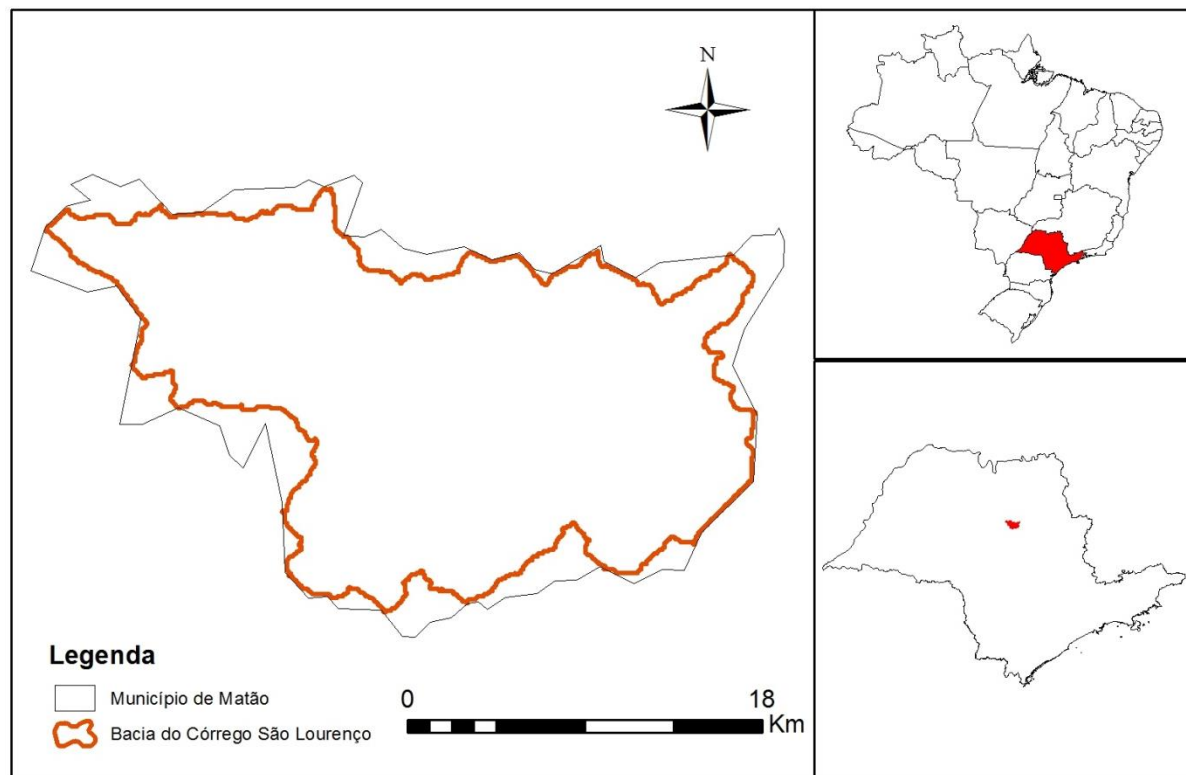 N
Legenda
Município de Matão
Bacia do Córrego São Lourenço
0 18
Km